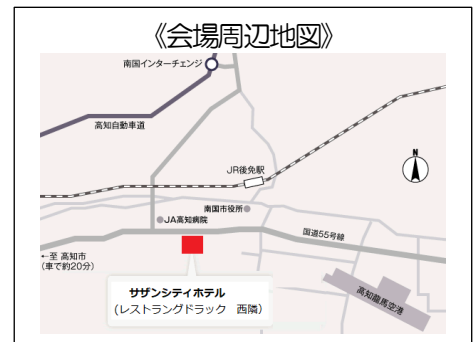 《会場周辺地図》
南国インターチェンジ
高知自動車道
N
JR後免駅
南国市役所
JA高知病院
国道55号線
←至 高知市
(車で約20分)
サザンシティホテル
(レストラングドラック　西隣)
高知龍馬空港